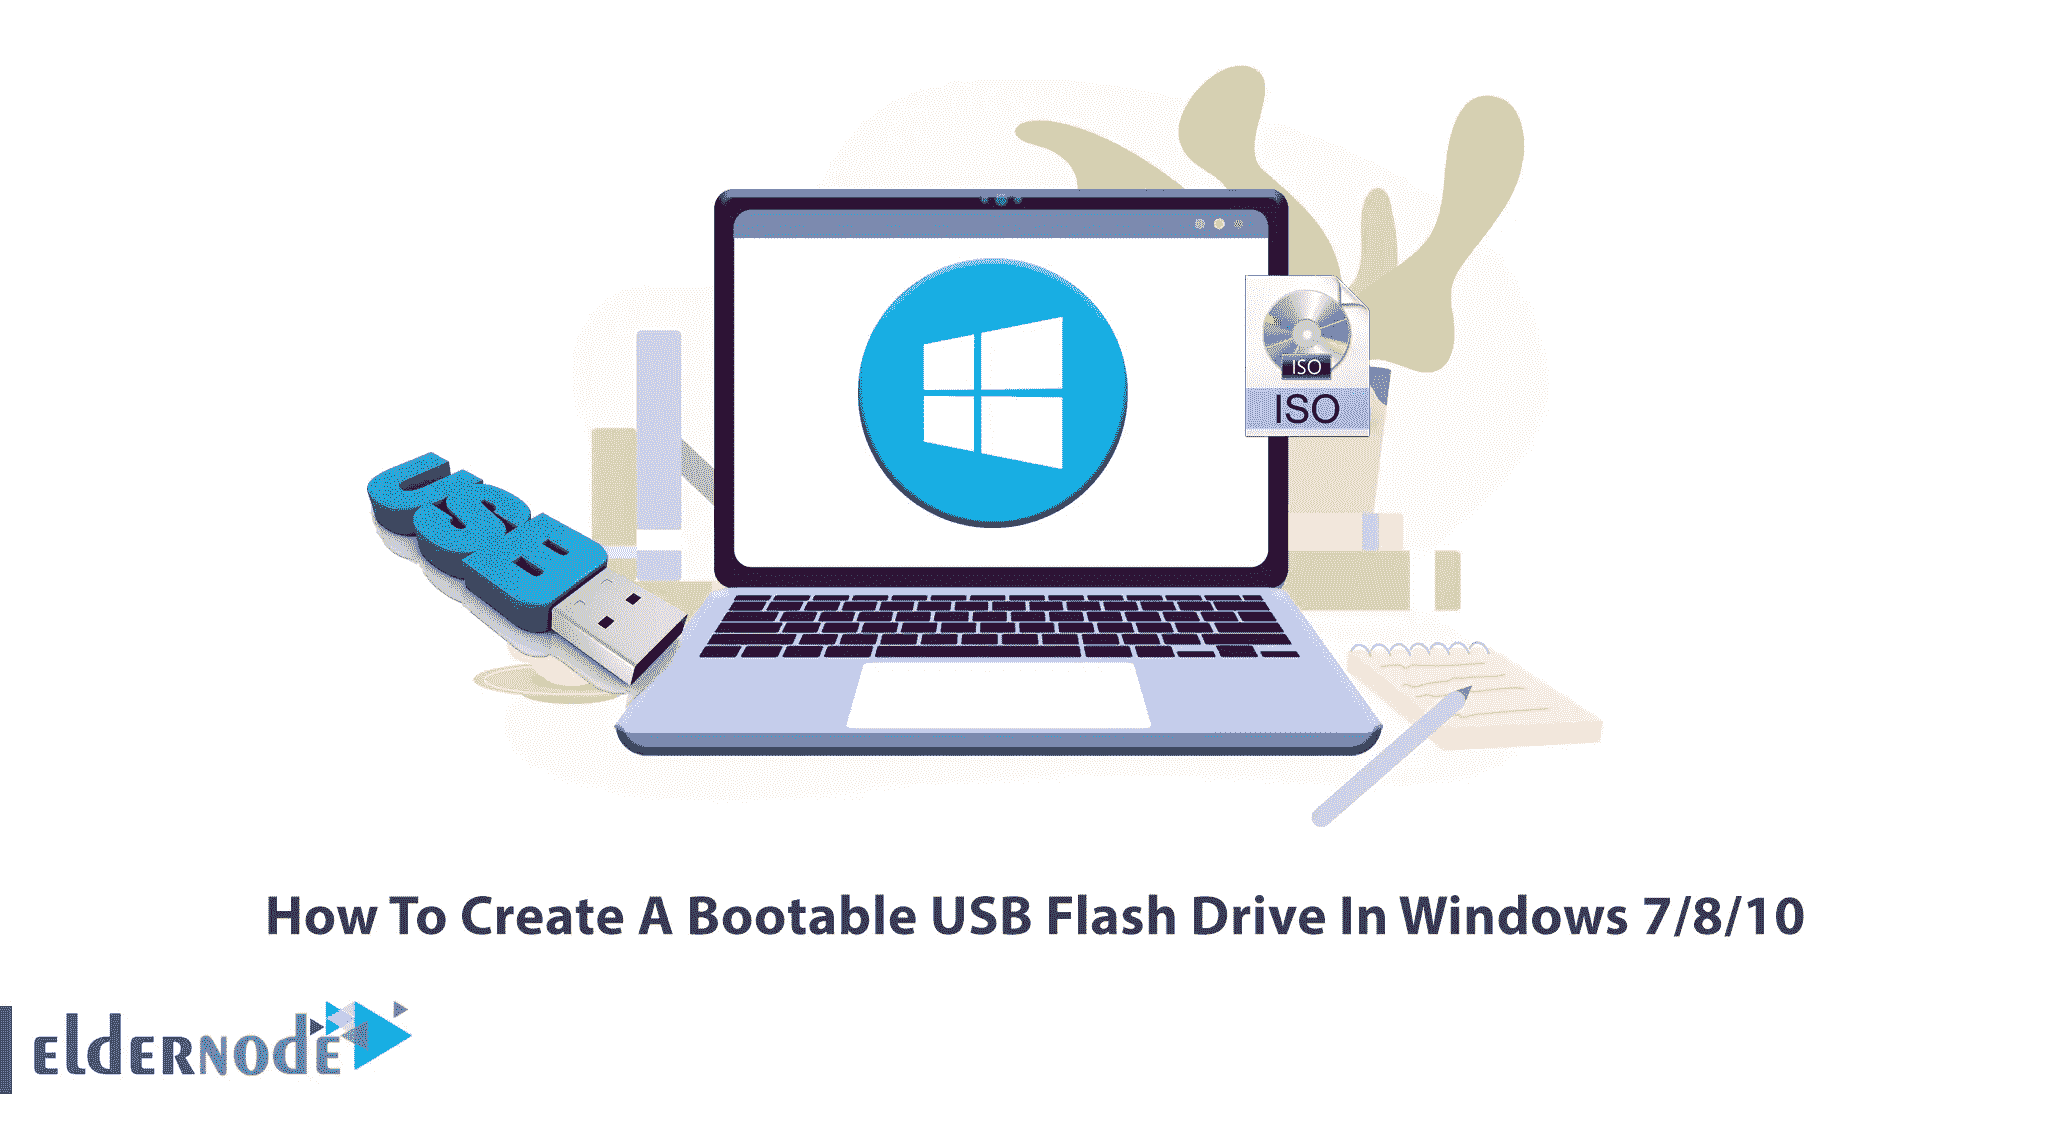 USB
ISO
ISO
How To Create A Bootable USB Flash Drive In Windows 7/8/10
ElderNode